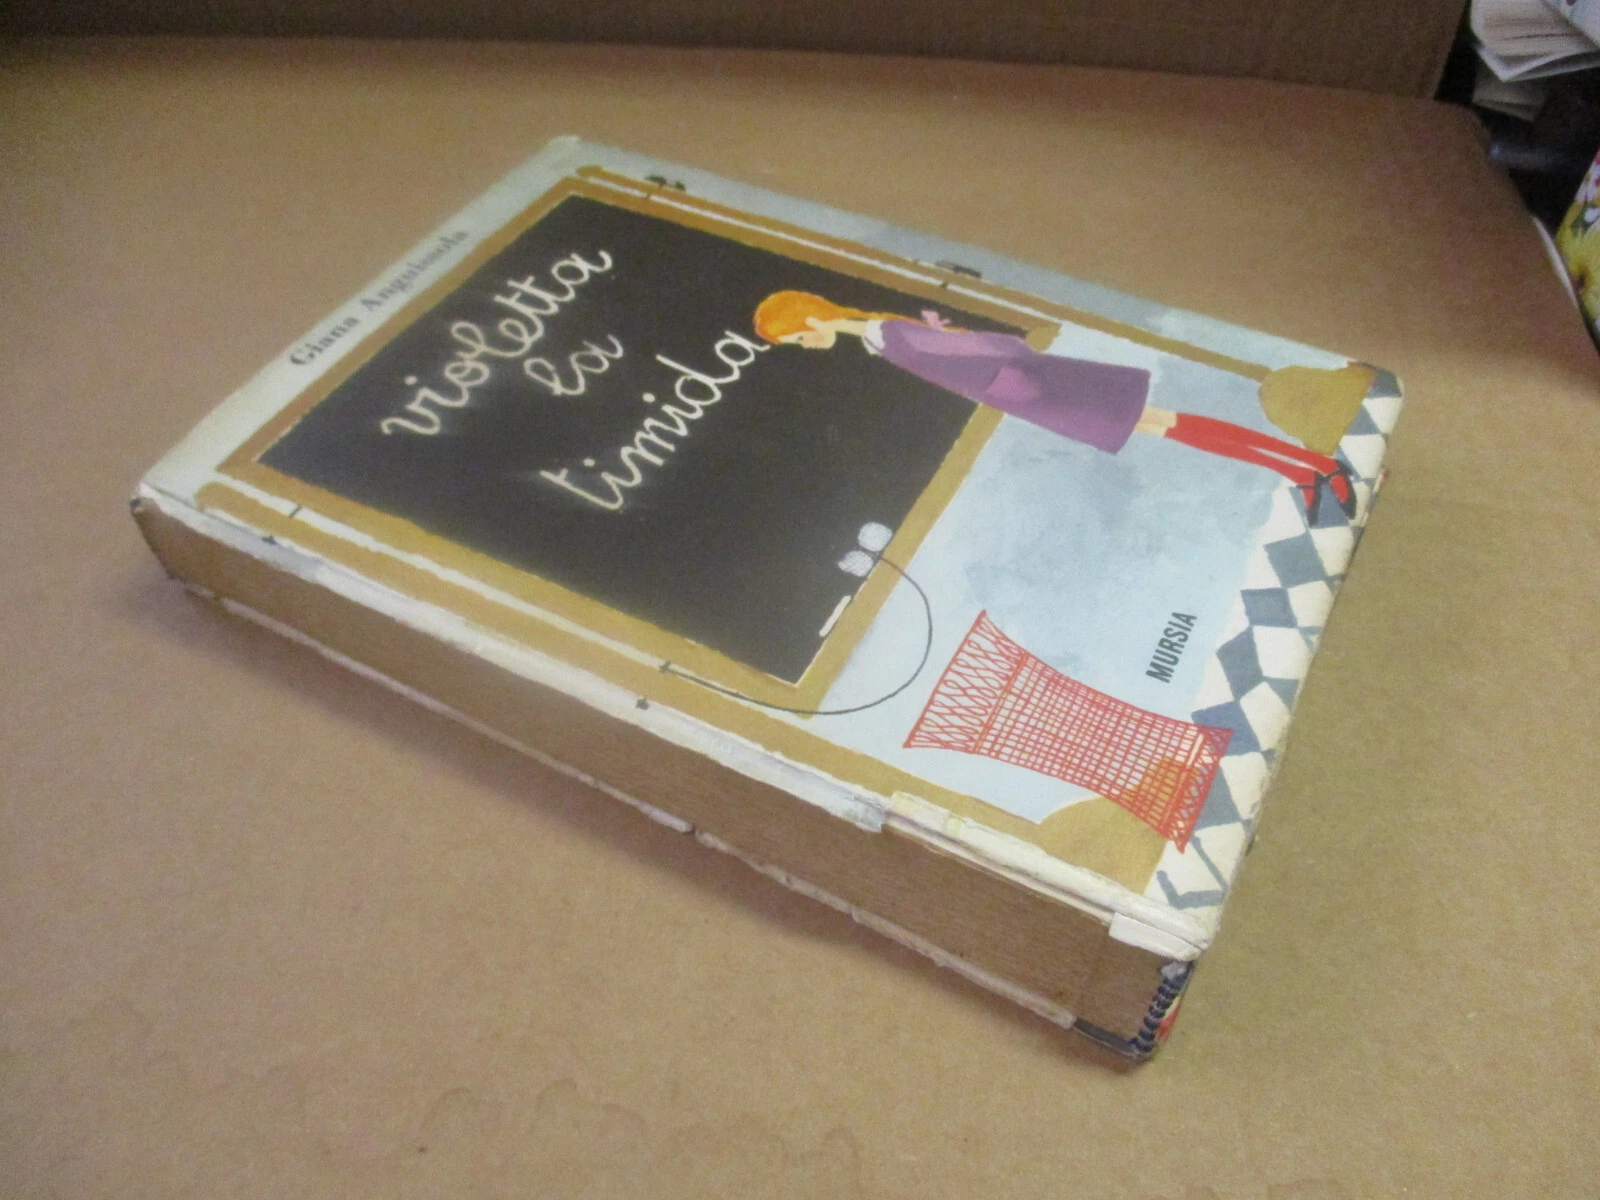 Giana Anguissola
violetta
la
timida
MURSIA